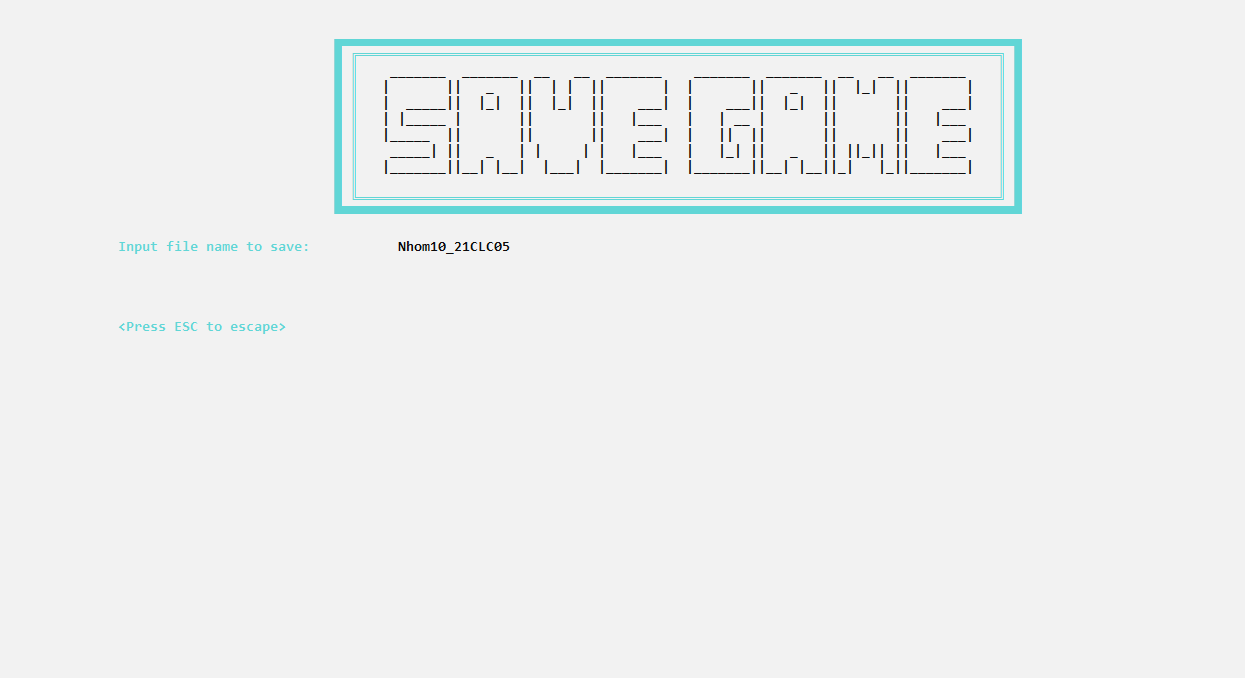 SAVE GAME
Input file name to save: Nhom10_21CLC05
<Press ESC to escape>